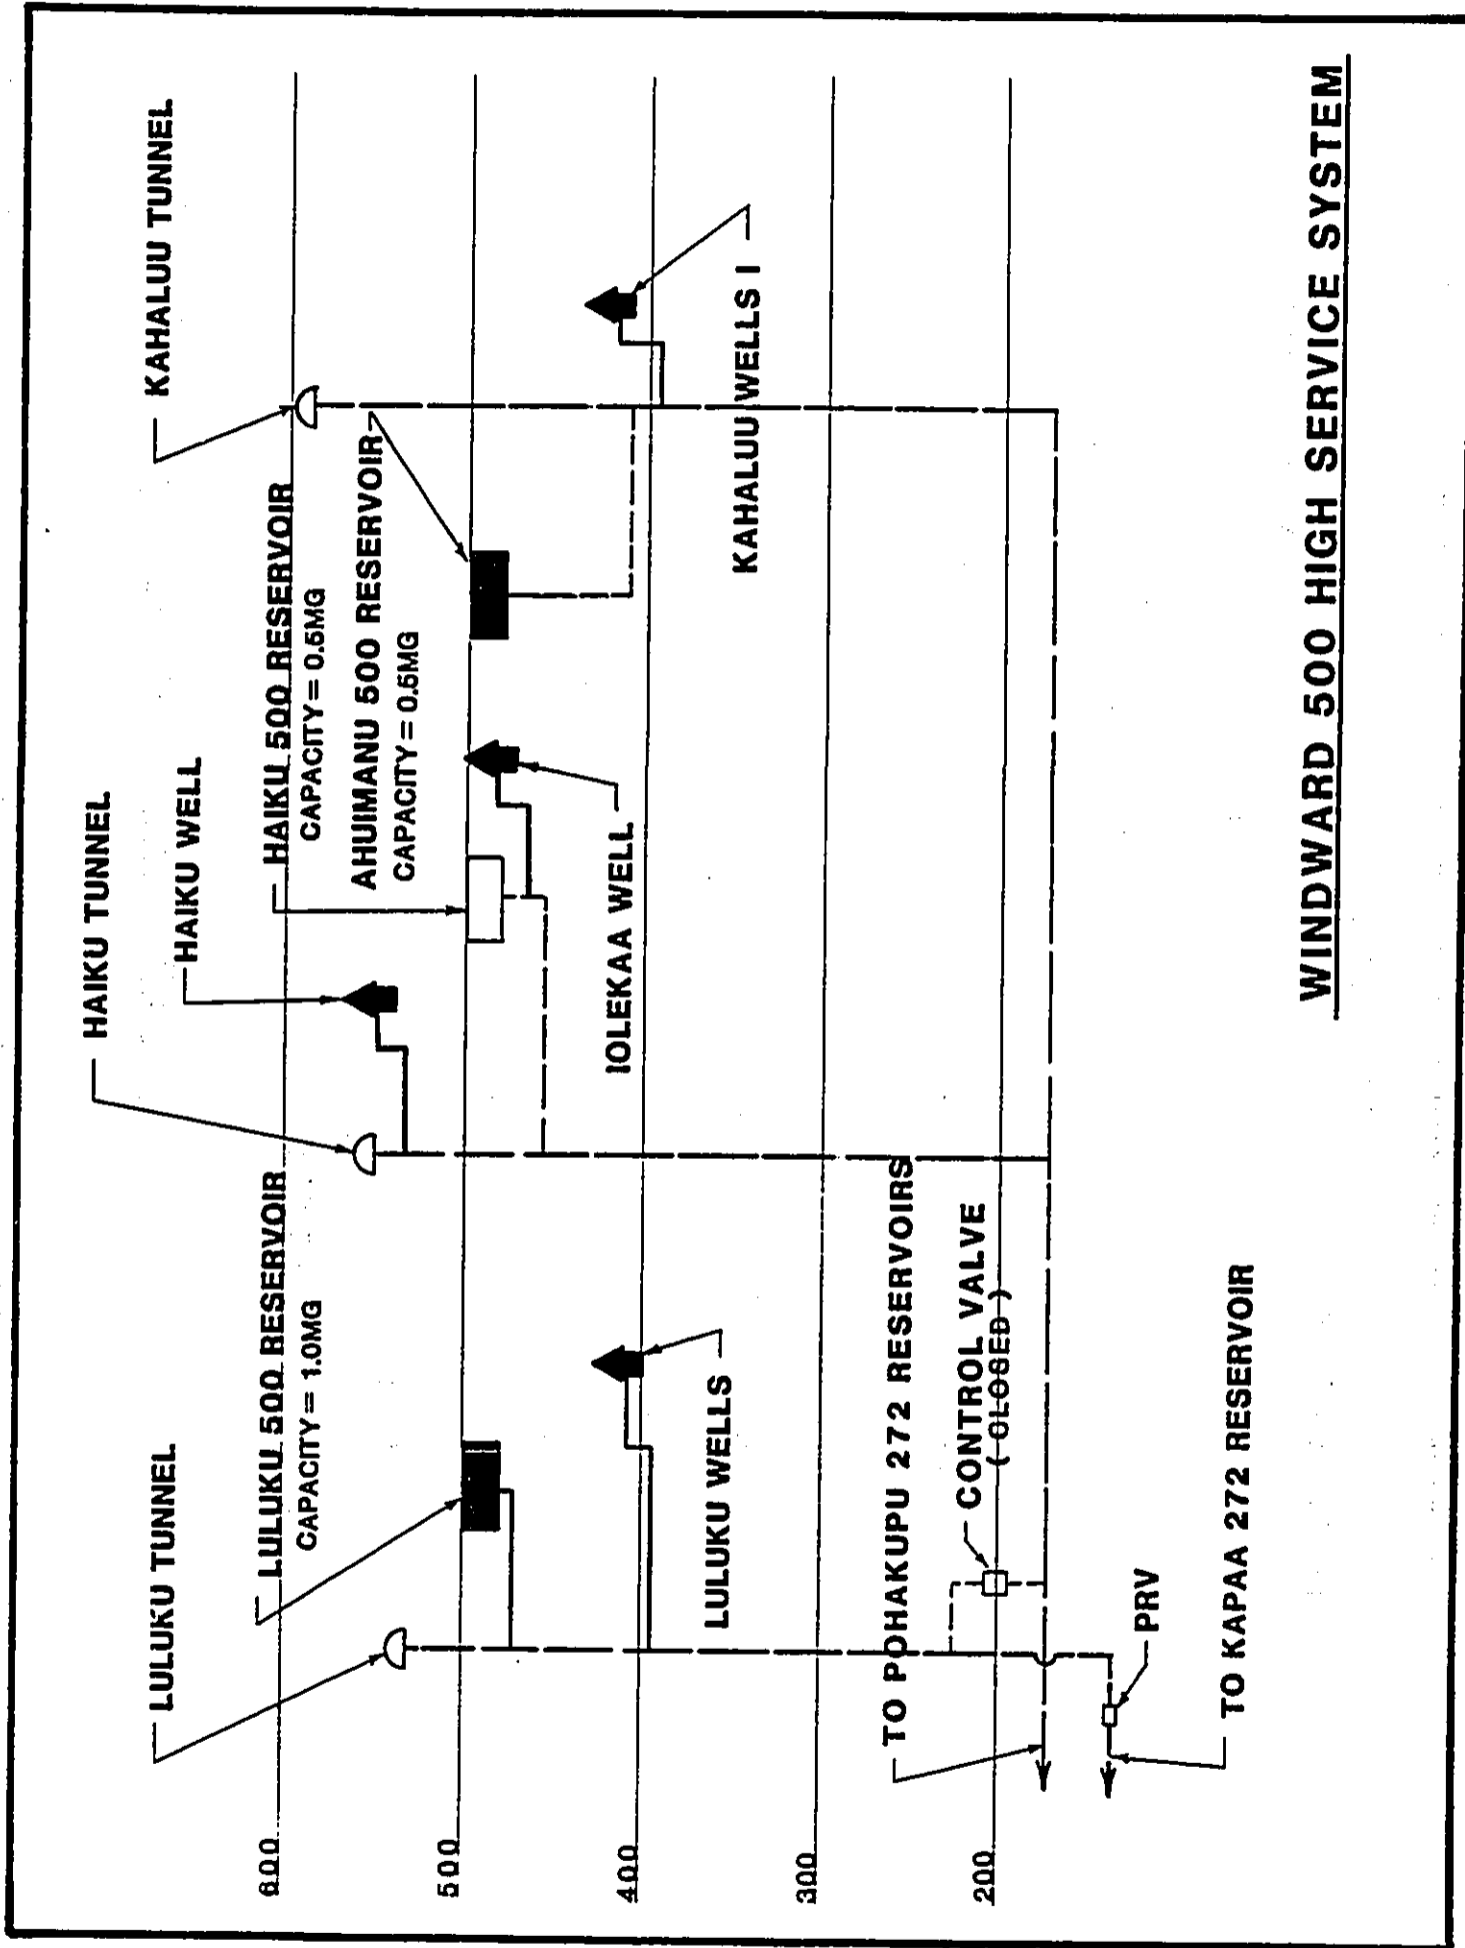 LULUKU TUNNEL
HAIKU TUNNEL
HAIKU WELL
KAHALUU TUNNEL
LULUKU 500 RESERVOIR
CAPACITY = 1.0MG
HAIKU 500 RESERVOIR
CAPACITY = 0.5MG
AHUIMANU 500 RESERVOIR
CAPACITY = 0.5MG
600
500
400
300
200
IOLEKAA WELL
LULUKU WELLS
KAHALUU WELLS I
TO POHAKUPU 272 RESERVOIRS
CONTROL VALVE
( CLOSED )
PRV
TO KAPAA 272 RESERVOIR
WINDWARD 500 HIGH SERVICE SYSTEM